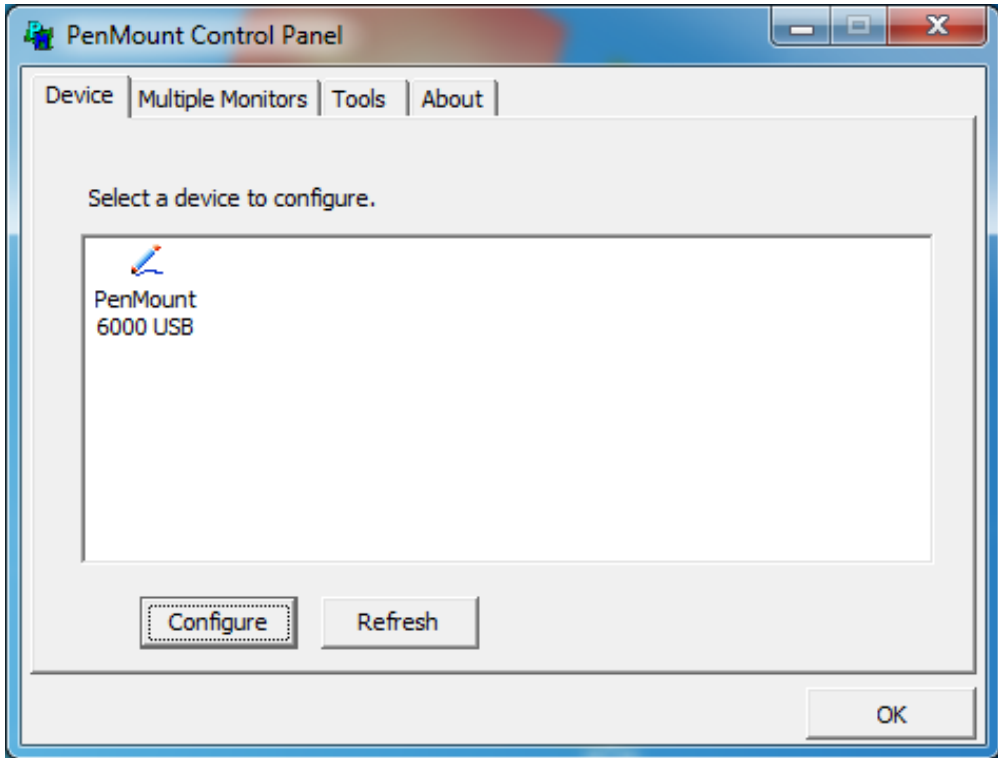 PenMount Control Panel
Device Multiple Monitors Tools About
Select a device to configure.
PenMount
6000 USB
Configure Refresh
OK